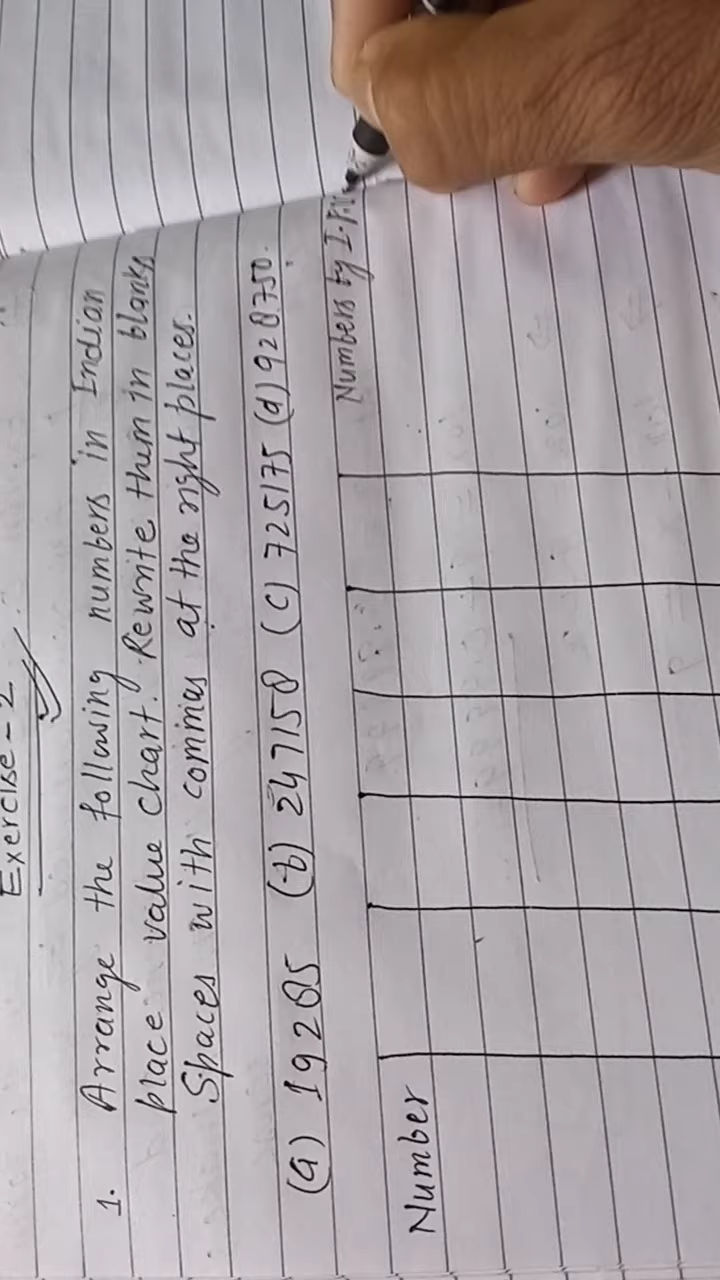 Exercise - 2
1. Arrange the following numbers in Indian
place value chart. Rewrite them in blanks
Spaces with commas at the right places.
(a) 19285 (b) 247158 (c) 725175 (d) 928750.
Numbers by I.P.V
Number